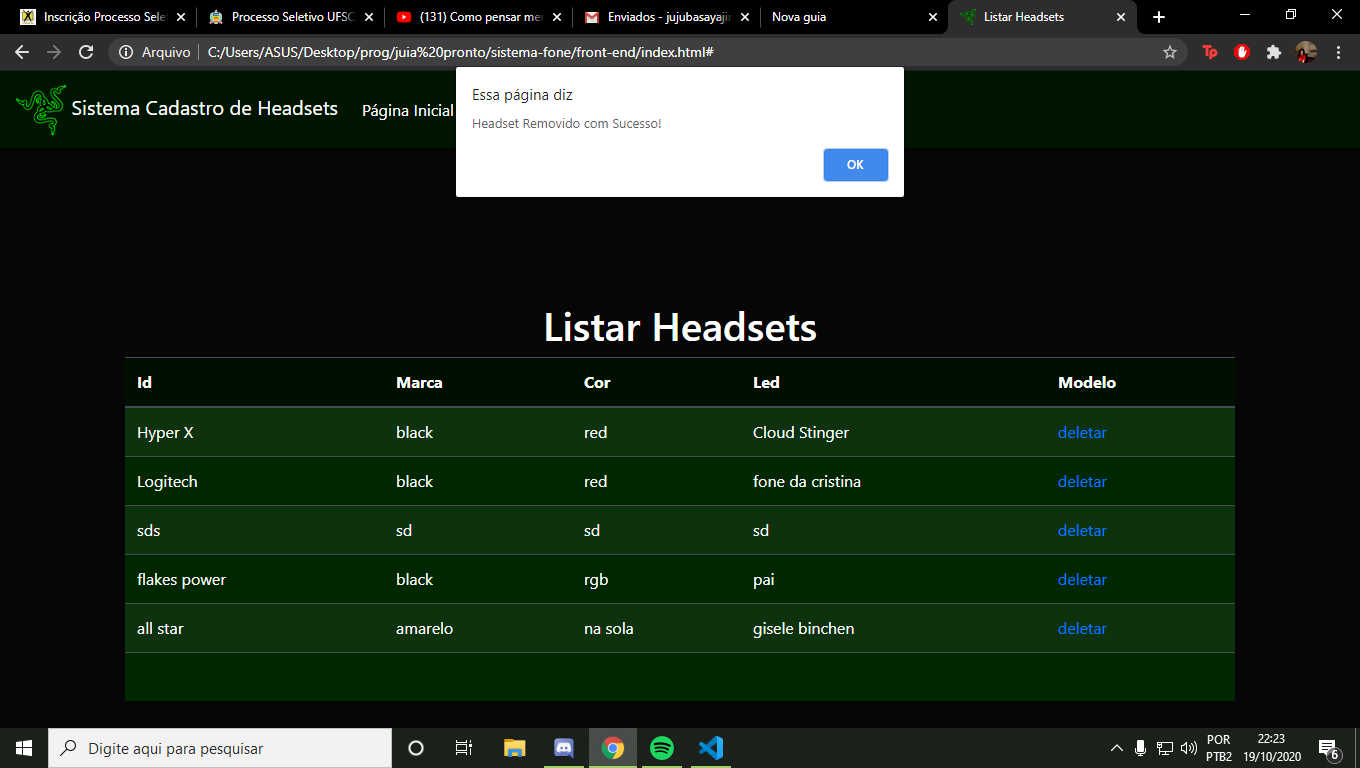 Inscrição Processo Sele
Processo Seletivo UFSC
(131) Como pensar mel
Enviados - jujubasayajin
Nova guia
Listar Headsets
Arquivo
C:/Users/ASUS/Desktop/prog/juia%20pronto/sistema-fone/front-end/index.html#
Tp
Sistema Cadastro de Headsets
Página Inicial
Essa página diz
Headset Removido com Sucesso!
OK
Listar Headsets
Id Marca Cor Led Modelo
Hyper X black red Cloud Stinger deletar
Logitech black red fone da cristina deletar
sds sd sd sd deletar
flakes power black rgb pai deletar
all star amarelo na sola gisele binchen deletar
Digite aqui para pesquisar
POR
PTB2
22:23
19/10/2020
6